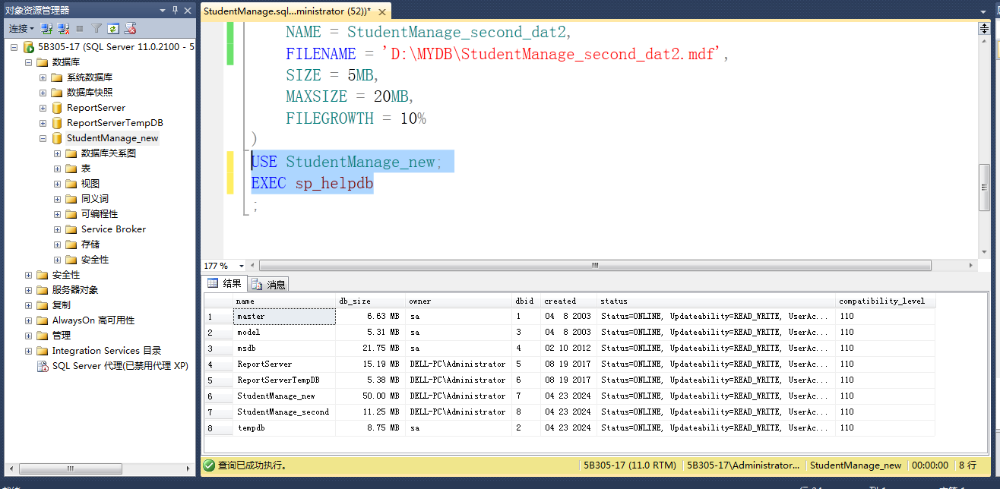 对象资源管理器
连接
5B305-17 (SQL Server 11.0.2100 - 5
数据库
系统数据库
数据库快照
ReportServer
ReportServerTempDB
StudentManage_new
数据库关系图
表
视图
同义词
可编程性
Service Broker
存储
安全性
安全性
服务器对象
复制
AlwaysOn 高可用性
管理
Integration Services 目录
SQL Server 代理(已禁用代理 XP)
StudentManage.sql...ministrator (52))*
NAME = StudentManage_second_dat2,
FILENAME = 'D:\MYDB\StudentManage_second_dat2.mdf',
SIZE = 5MB,
MAXSIZE = 20MB,
FILEGROWTH = 10%
)
USE StudentManage_new;
EXEC sp_helpdb
;
177 %
结果 消息
name db_size owner dbid created status compatibility_level
1 master 6.63 MB sa 1 04 8 2003 Status=ONLINE, Updateability=READ_WRITE, UserAc... 110
2 model 5.31 MB sa 3 04 8 2003 Status=ONLINE, Updateability=READ_WRITE, UserAc... 110
3 msdb 21.75 MB sa 4 02 10 2012 Status=ONLINE, Updateability=READ_WRITE, UserAc... 110
4 ReportServer 15.19 MB DELL-PC\Administrator 5 08 19 2017 Status=ONLINE, Updateability=READ_WRITE, UserAc... 110
5 ReportServerTempDB 5.38 MB DELL-PC\Administrator 6 08 19 2017 Status=ONLINE, Updateability=READ_WRITE, UserAc... 110
6 StudentManage_new 50.00 MB DELL-PC\Administrator 7 04 23 2024 Status=ONLINE, Updateability=READ_WRITE, UserAc... 110
7 StudentManage_second 11.25 MB DELL-PC\Administrator 8 04 23 2024 Status=ONLINE, Updateability=READ_WRITE, UserAc... 110
8 tempdb 8.75 MB sa 2 04 23 2024 Status=ONLINE, Updateability=READ_WRITE, UserAc... 110
查询已成功执行。 5B305-17 (11.0 RTM) 5B305-17\Administrator... StudentManage_new 00:00:00 8 行